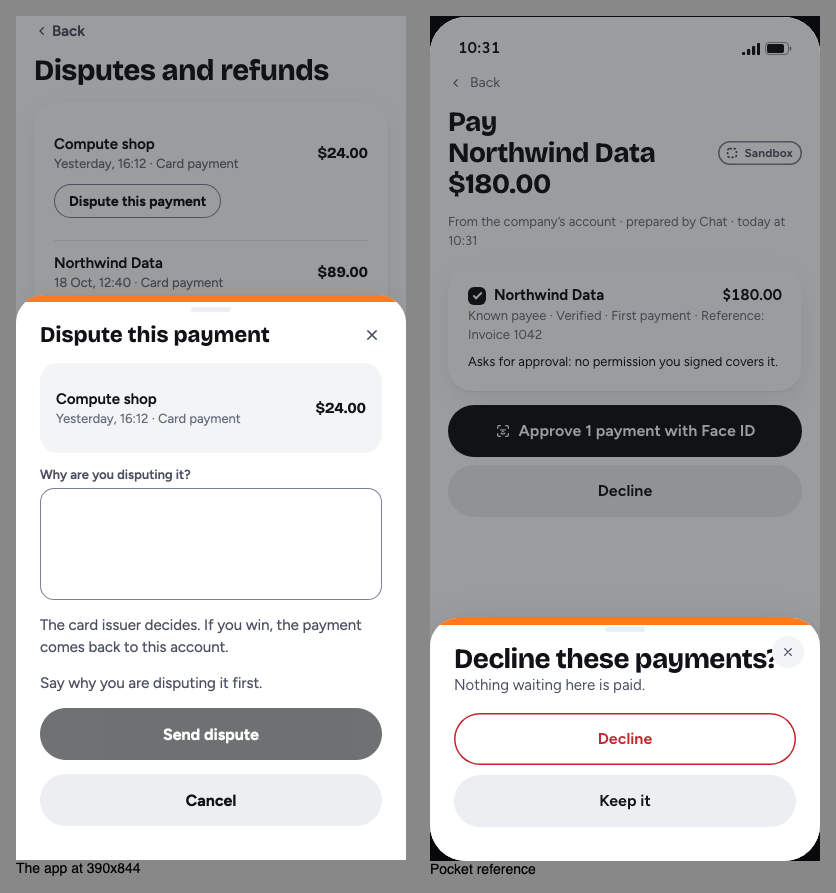 Back
Disputes and refunds
Compute shop
$24.00
Yesterday, 16:12 · Card payment
Dispute this payment
Northwind Data
$89.00
18 Oct, 12:40 · Card payment
Dispute this payment
Compute shop
$24.00
Yesterday, 16:12 · Card payment
Why are you disputing it?
The card issuer decides. If you win, the payment
comes back to this account.
Say why you are disputing it first.
Send dispute
Cancel
The app at 390x844
10:31
Back
Pay
Northwind Data
$180.00
Sandbox
From the company's account · prepared by Chat · today at
10:31
Northwind Data
$180.00
Known payee · Verified · First payment · Reference:
Invoice 1042
Asks for approval: no permission you signed covers it.
Approve 1 payment with Face ID
Decline
Decline these payments?
Nothing waiting here is paid.
Decline
Keep it
Pocket reference